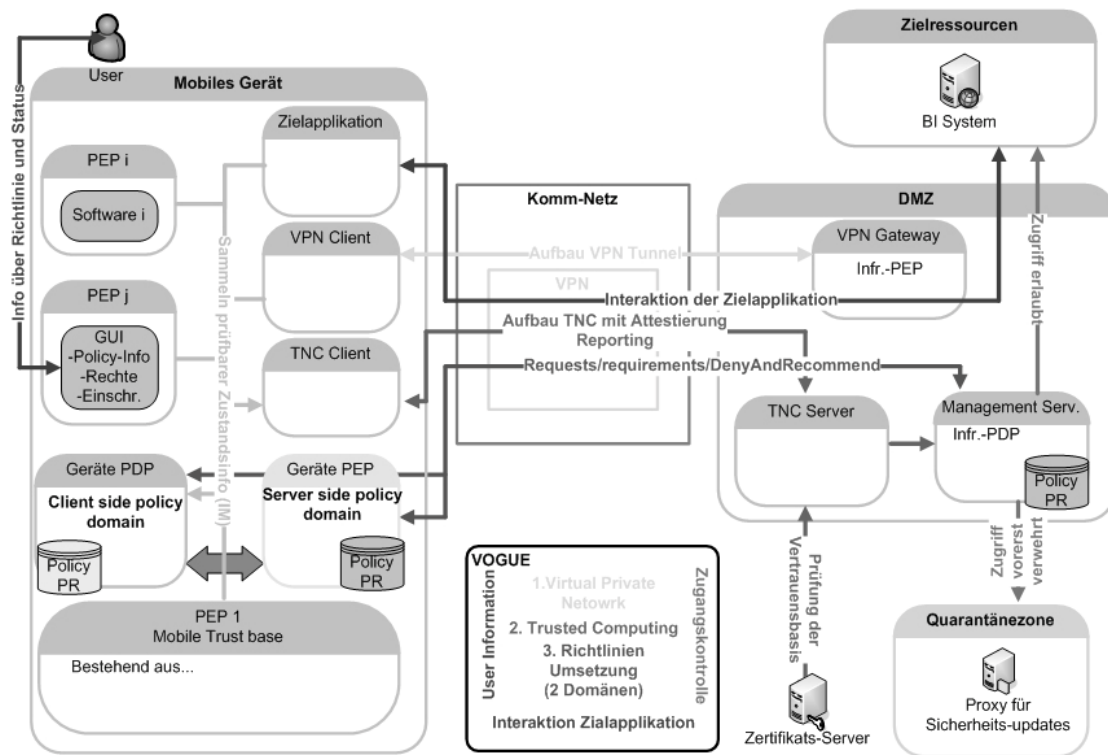 User
Info über Richtlinie und Status
Mobiles Gerät
PEP i
Software i
PEP j
GUI
-Policy-Info
-Rechte
-Einschr.
Zielapplikation
VPN Client
TNC Client
Sammeln prüfbarer Zustandsinfo (IM)
Geräte PDP
Client side policy
domain
Policy
PR
Geräte PEP
Server side policy
domain
Policy
PR
PEP 1
Mobile Trust base
Bestehend aus...
Komm-Netz
Aufbau VPN Tunnel
VPN
Interaktion der Zielapplikation
Aufbau TNC mit Attestierung
Reporting
Requests/requirements/DenyAndRecommend
Zielressourcen
BI System
DMZ
VPN Gateway
Infr.-PEP
Zugriff erlaubt
TNC Server
Management Serv.
Infr.-PDP
Policy
PR
Zugriff
vorerst
verwehrt
Prüfung der
Vertrauensbasis
Zertifikats-Server
Quarantänezone
Proxy für
Sicherheits-updates
VOGUE
User Information
1.Virtual Private
Netowrk
2. Trusted Computing
3. Richtlinien
Umsetzung
(2 Domänen)
Zugangskontrolle
Interaktion Zialapplikation